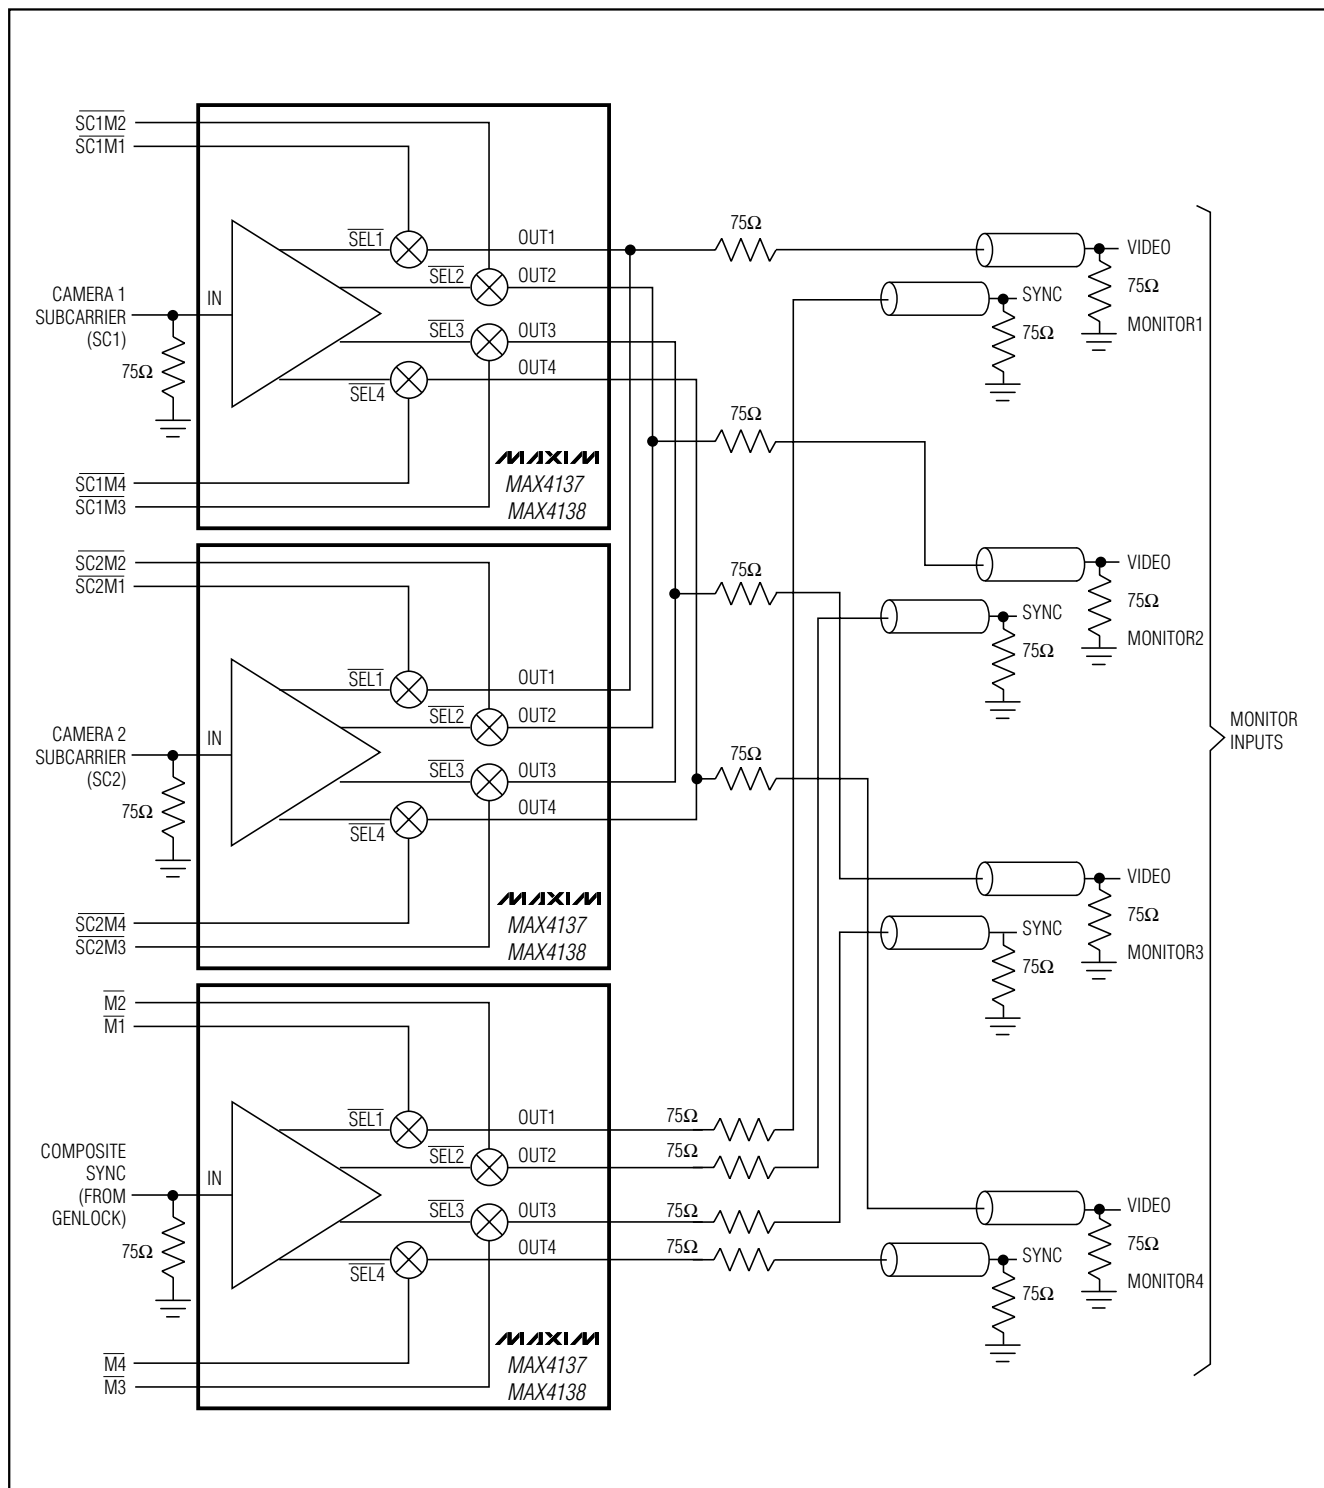 SC1M2
SC1M1
CAMERA 1
SUBCARRIER
(SC1)
75Ω
IN
SEL1
SEL2
SEL3
SEL4
OUT1
OUT2
OUT3
OUT4
SC1M4
SC1M3
MAXIM
MAX4137
MAX4138
SC2M2
SC2M1
CAMERA 2
SUBCARRIER
(SC2)
75Ω
IN
SEL1
SEL2
SEL3
SEL4
OUT1
OUT2
OUT3
OUT4
SC2M4
SC2M3
MAXIM
MAX4137
MAX4138
M2
M1
COMPOSITE
SYNC
(FROM
GENLOCK)
75Ω
IN
SEL1
SEL2
SEL3
SEL4
OUT1
OUT2
OUT3
OUT4
M4
M3
MAXIM
MAX4137
MAX4138
75Ω
75Ω
75Ω
75Ω
75Ω
75Ω
75Ω
75Ω
VIDEO
75Ω
MONITOR1
SYNC
75Ω
VIDEO
75Ω
MONITOR2
SYNC
75Ω
VIDEO
75Ω
MONITOR3
SYNC
75Ω
VIDEO
75Ω
MONITOR4
SYNC
75Ω
MONITOR
INPUTS